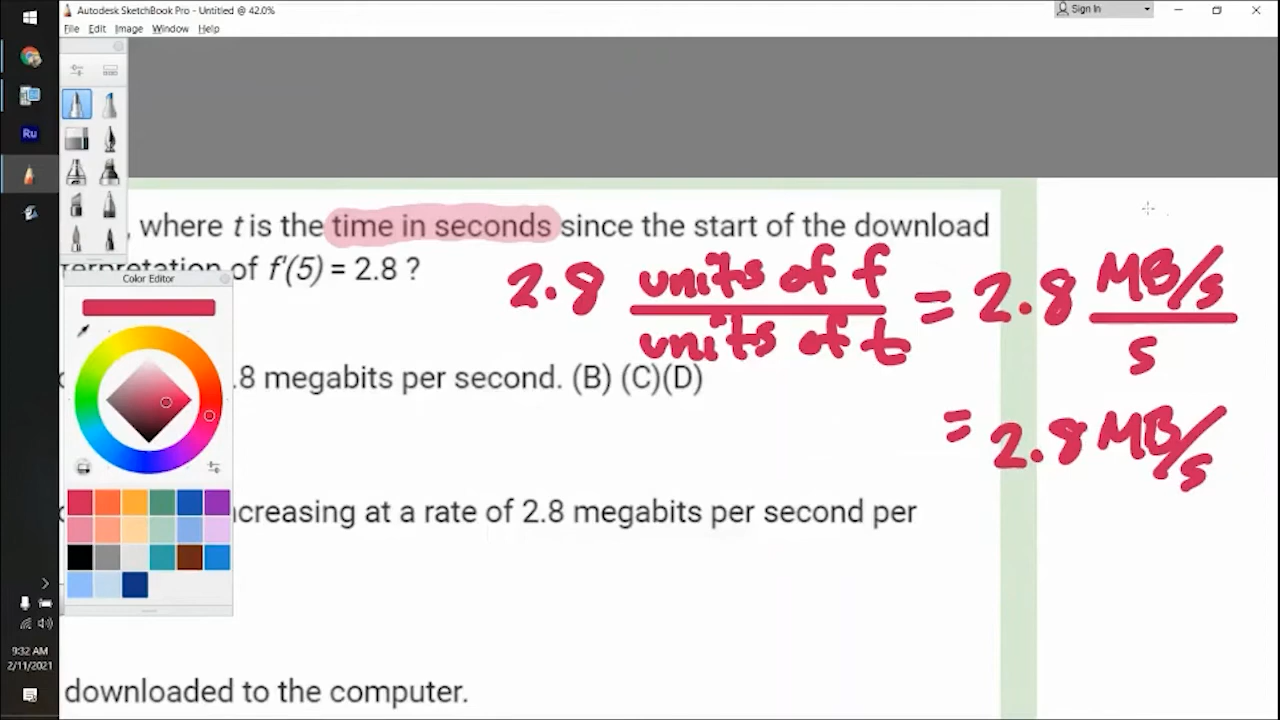 Autodesk SketchBook Pro - Untitled @ 42.0%
Sign In
File Edit Image Window Help
Ru
, where t is the time in seconds since the start of the download
terpretation of f'(5) = 2.8 ?
Color Editor
2.8 units of f / units of t = 2.8 MB/s / s
.8 megabits per second. (B) (C)(D)
= 2.8 MB/s
creasing at a rate of 2.8 megabits per second per
downloaded to the computer.
9:32 AM
2/11/2021